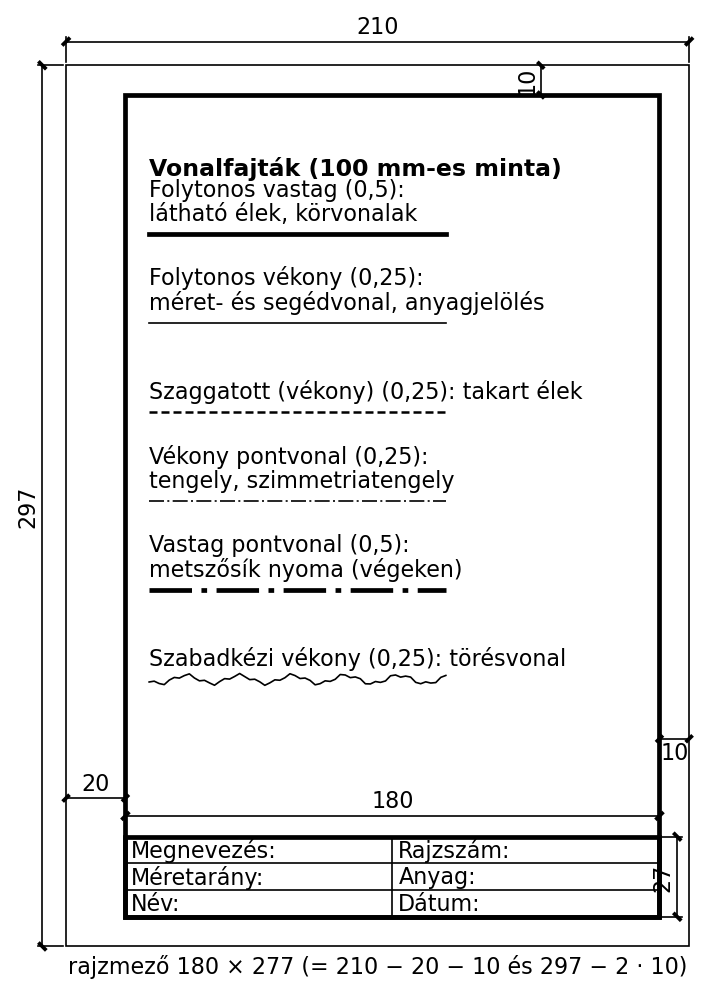 210
10
Vonalfajták (100 mm-es minta)
Folytonos vastag (0,5):
látható élek, körvonalak
Folytonos vékony (0,25):
méret- és segédvonal, anyagjelölés
Szaggatott (vékony) (0,25): takart élek
Vékony pontvonal (0,25):
tengely, szimmetriatengely
297
Vastag pontvonal (0,5):
metszősík nyoma (végeken)
Szabadkézi vékony (0,25): törésvonal
10
20
180
Megnevezés: Rajzszám:
Méretarány: Anyag:
27
Név: Dátum:
rajzmező 180 × 277 (= 210 − 20 − 10 és 297 − 2 · 10)